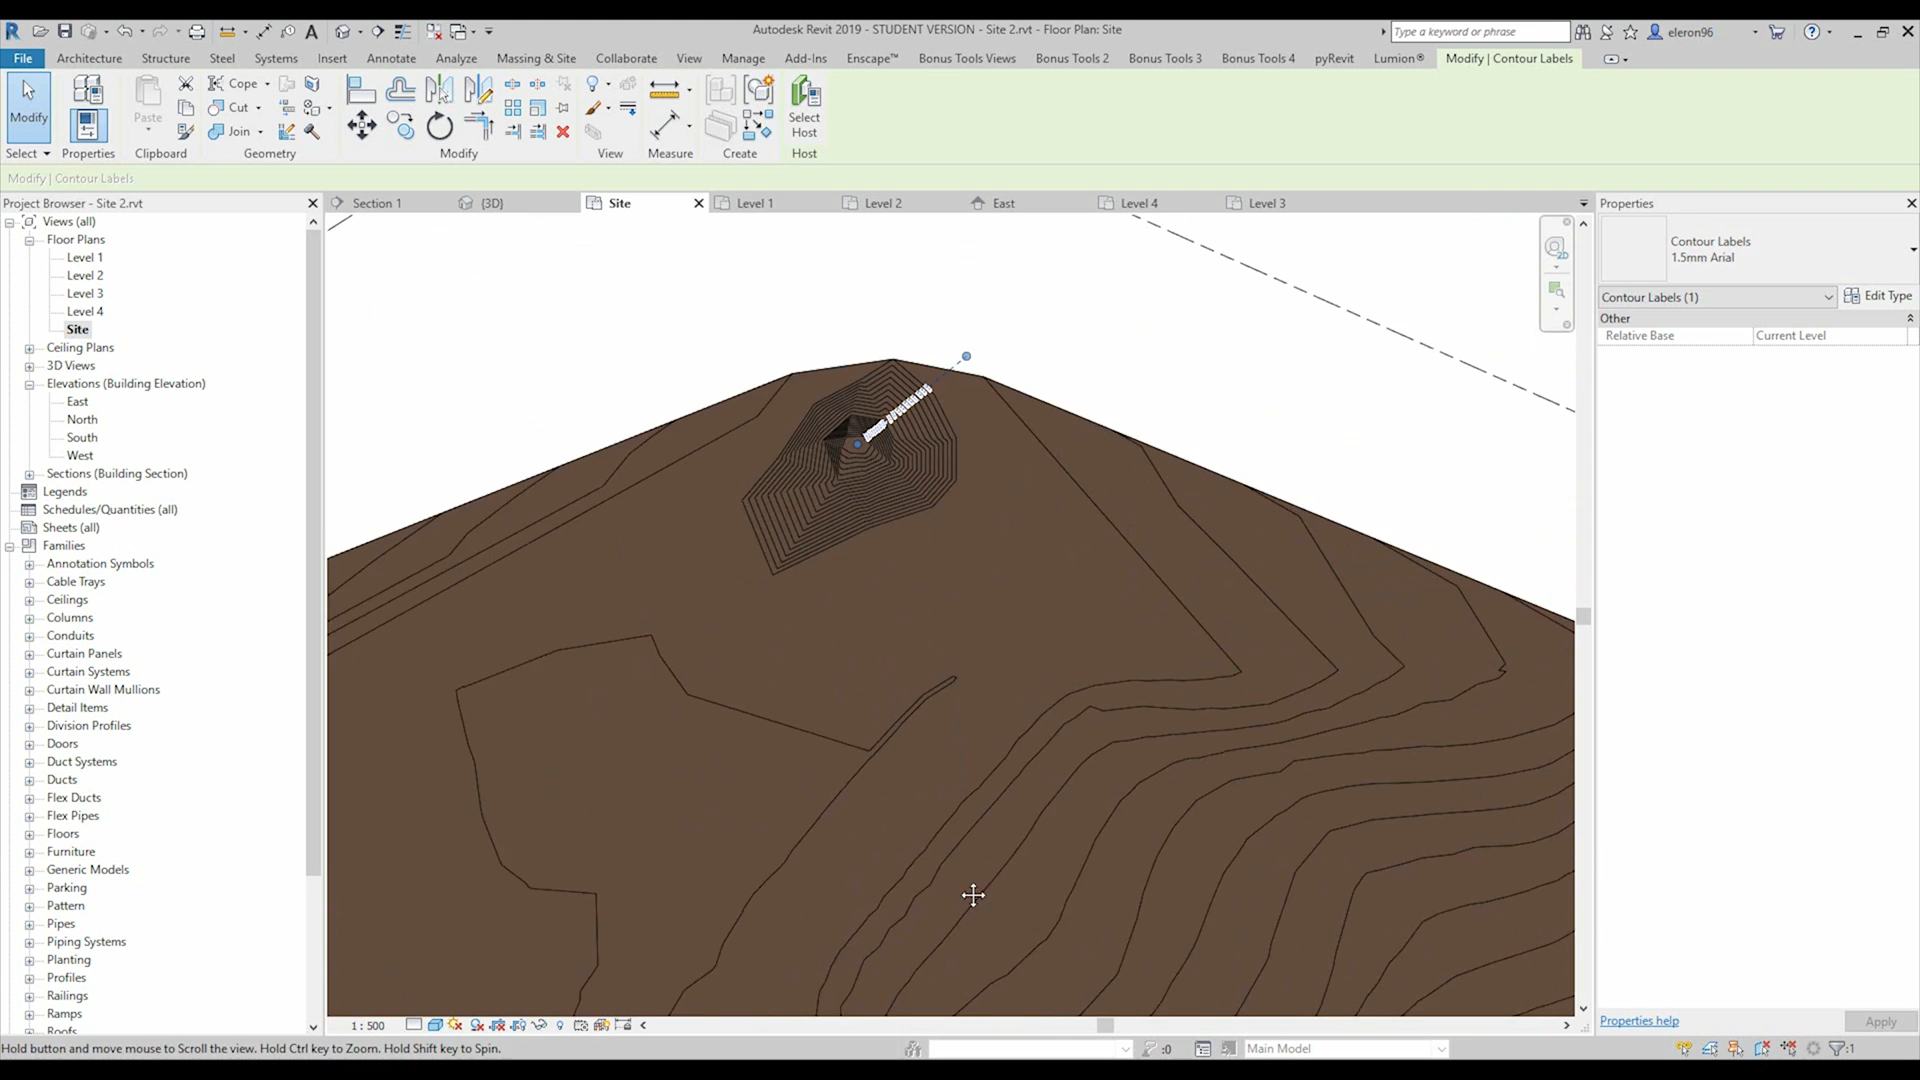 Autodesk Revit 2019 - STUDENT VERSION - Site 2.rvt - Floor Plan: Site
Type a keyword or phrase
eleron96
File
Architecture
Structure
Steel
Systems
Insert
Annotate
Analyze
Massing & Site
Collaborate
View
Manage
Add-Ins
Enscape™
Bonus Tools Views
Bonus Tools 2
Bonus Tools 3
Bonus Tools 4
pyRevit
Lumion®
Modify | Contour Labels
Modify
Paste
Cope
Cut
Join
Select
Host
Select
Properties
Clipboard
Geometry
Modify
View
Measure
Create
Host
Modify | Contour Labels
Project Browser - Site 2.rvt
Section 1
{3D}
Site
Level 1
Level 2
East
Level 4
Level 3
Properties
Views (all)
Floor Plans
Level 1
Level 2
Level 3
Level 4
Site
Ceiling Plans
3D Views
Elevations (Building Elevation)
East
North
South
West
Sections (Building Section)
Legends
Schedules/Quantities (all)
Sheets (all)
Families
Annotation Symbols
Cable Trays
Ceilings
Columns
Conduits
Curtain Panels
Curtain Systems
Curtain Wall Mullions
Detail Items
Division Profiles
Doors
Duct Systems
Ducts
Flex Ducts
Flex Pipes
Floors
Furniture
Generic Models
Parking
Pattern
Pipes
Piping Systems
Planting
Profiles
Railings
Ramps
Roofs
2D
Contour Labels
1.5mm Arial
Contour Labels (1)
Edit Type
Other
Relative Base
Current Level
Properties help
Apply
1 : 500
Hold button and move mouse to Scroll the view. Hold Ctrl key to Zoom. Hold Shift key to Spin.
:0
Main Model
:1